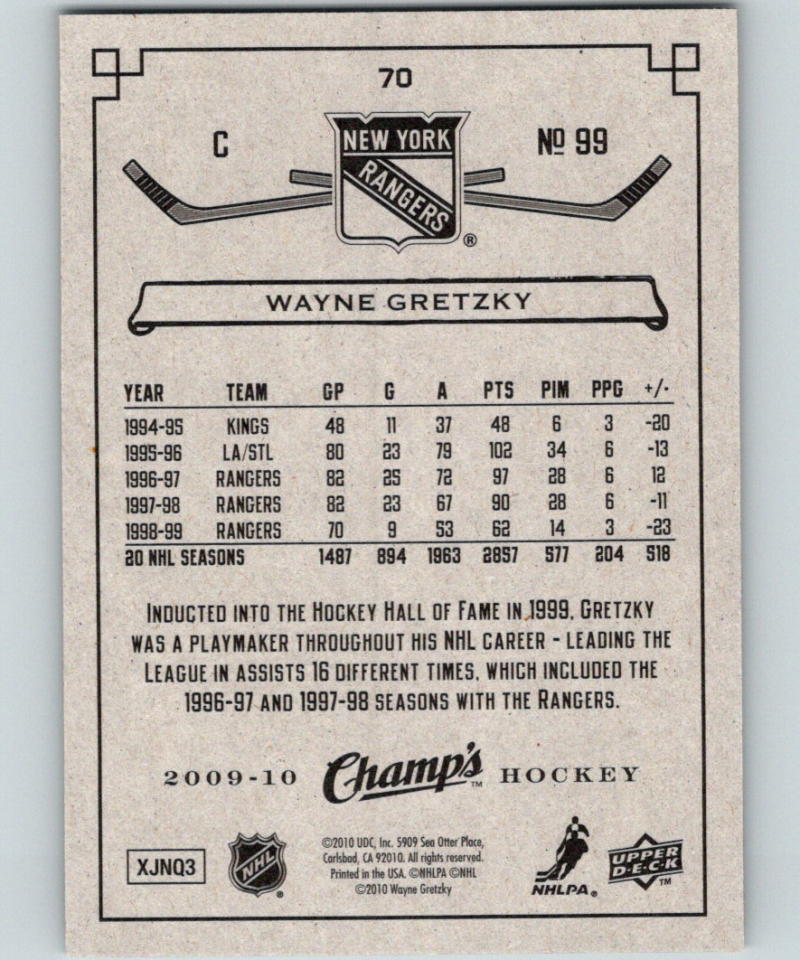 70
C
NEW YORK
RANGERS
®
Nº 99
WAYNE GRETZKY
YEAR TEAM GP G A PTS PIM PPG +/-
1994-95 KINGS 48 11 37 48 6 3 -20
1995-96 LA/STL 80 23 79 102 34 6 -13
1996-97 RANGERS 82 25 72 97 28 6 12
1997-98 RANGERS 82 23 67 90 28 6 -11
1998-99 RANGERS 70 9 53 62 14 3 -23
20 NHL SEASONS 1487 894 1963 2857 577 204 518
INDUCTED INTO THE HOCKEY HALL OF FAME IN 1999, GRETZKY
WAS A PLAYMAKER THROUGHOUT HIS NHL CAREER - LEADING THE
LEAGUE IN ASSISTS 16 DIFFERENT TIMES, WHICH INCLUDED THE
1996-97 AND 1997-98 SEASONS WITH THE RANGERS.
2009-10 Champ's™ HOCKEY
XJNQ3
NHL®
©2010 UDC, Inc. 5909 Sea Otter Place,
Carlsbad, CA 92010. All rights reserved.
Printed in the USA. ©NHLPA ©NHL
©2010 Wayne Gretzky
NHLPA®
UPPER
D·E·C·K
™